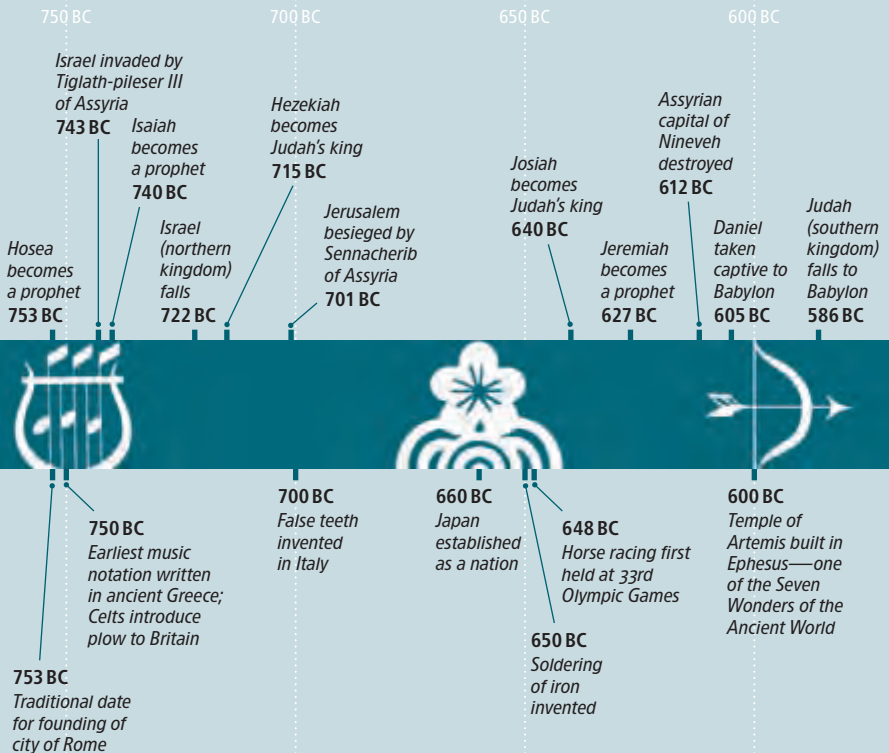 750 BC
700 BC
650 BC
600 BC
Israel invaded by
Tiglath-pileser III
of Assyria
743 BC
Isaiah
becomes
a prophet
740 BC
Hosea
becomes
a prophet
753 BC
Israel
(northern
kingdom)
falls
722 BC
Hezekiah
becomes
Judah's king
715 BC
Jerusalem
besieged by
Sennacherib
of Assyria
701 BC
Josiah
becomes
Judah's king
640 BC
Jeremiah
becomes
a prophet
627 BC
Assyrian
capital of
Nineveh
destroyed
612 BC
Daniel
taken
captive to
Babylon
605 BC
Judah
(southern
kingdom)
falls to
Babylon
586 BC
753 BC
Traditional date
for founding of
city of Rome
750 BC
Earliest music
notation written
in ancient Greece;
Celts introduce
plow to Britain
700 BC
False teeth
invented
in Italy
660 BC
Japan
established
as a nation
650 BC
Soldering
of iron
invented
648 BC
Horse racing first
held at 33rd
Olympic Games
600 BC
Temple of
Artemis built in
Ephesus—one
of the Seven
Wonders of the
Ancient World